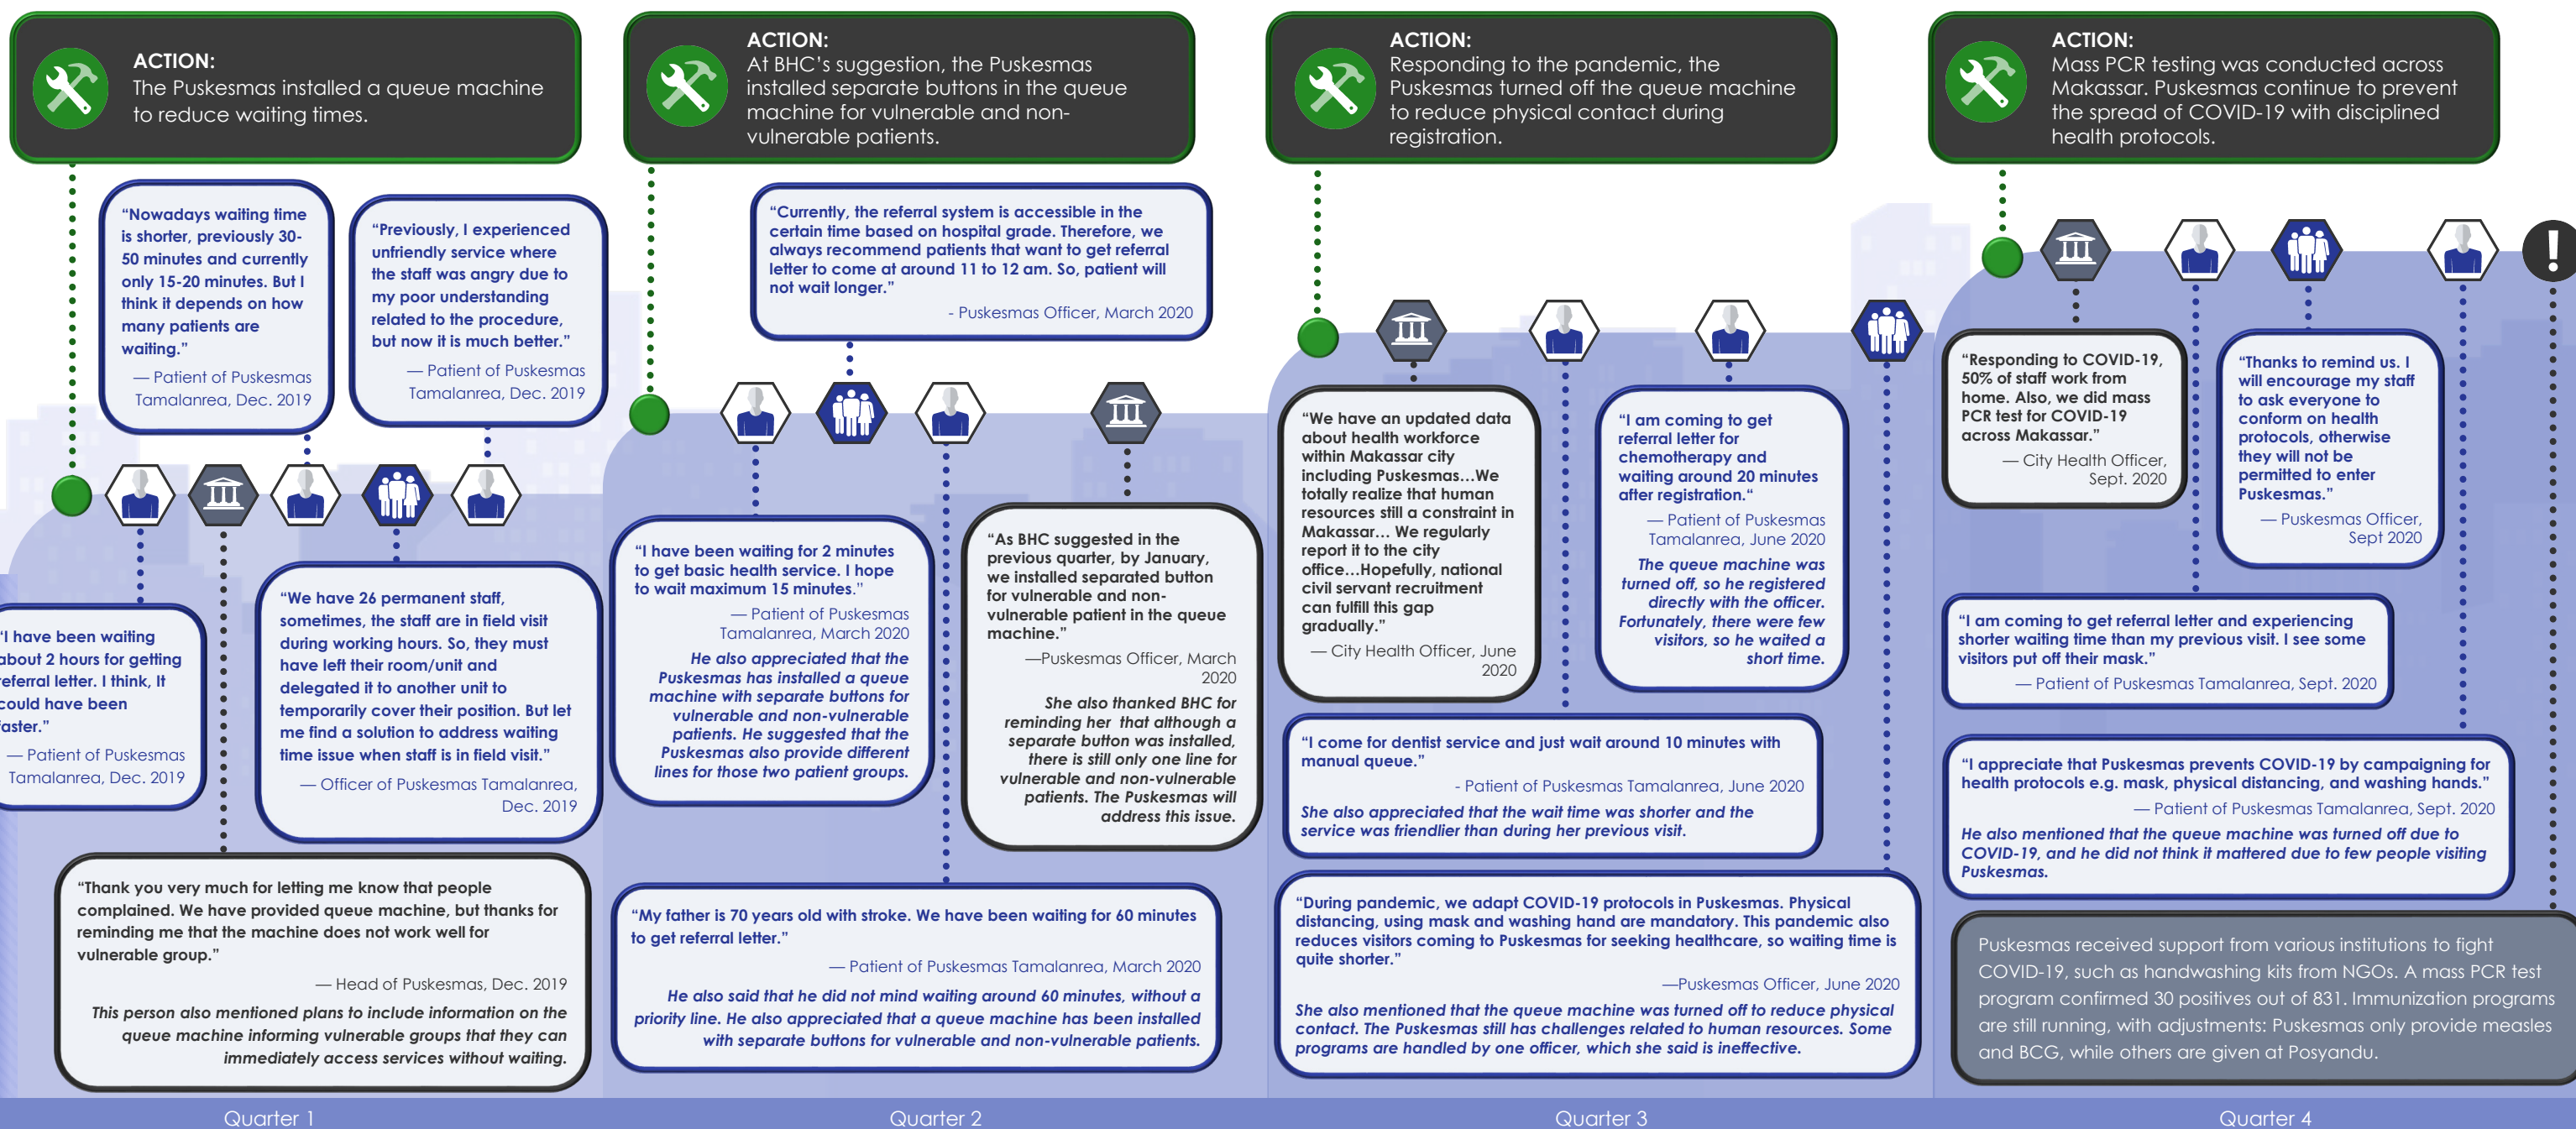 ACTION:
The Puskesmas installed a queue machine
to reduce waiting times.
“Nowadays waiting time
is shorter, previously 30-
50 minutes and currently
only 15-20 minutes. But I
think it depends on how
many patients are
waiting.”
— Patient of Puskesmas
Tamalanrea, Dec. 2019
“Previously, I experienced
unfriendly service where
the staff was angry due to
my poor understanding
related to the procedure,
but now it is much better.”
— Patient of Puskesmas
Tamalanrea, Dec. 2019
“I have been waiting
about 2 hours for getting
referral letter. I think, It
could have been
faster.”
— Patient of Puskesmas
Tamalanrea, Dec. 2019
“We have 26 permanent staff,
sometimes, the staff are in field visit
during working hours. So, they must
have left their room/unit and
delegated it to another unit to
temporarily cover their position. But let
me find a solution to address waiting
time issue when staff is in field visit.”
— Officer of Puskesmas Tamalanrea,
Dec. 2019
“Thank you very much for letting me know that people
complained. We have provided queue machine, but thanks for
reminding me that the machine does not work well for
vulnerable group.”
— Head of Puskesmas, Dec. 2019
This person also mentioned plans to include information on the
queue machine informing vulnerable groups that they can
immediately access services without waiting.
Quarter 1
ACTION:
At BHC’s suggestion, the Puskesmas
installed separate buttons in the queue
machine for vulnerable and non-
vulnerable patients.
“Currently, the referral system is accessible in the
certain time based on hospital grade. Therefore, we
always recommend patients that want to get referral
letter to come at around 11 to 12 am. So, patient will
not wait longer.”
- Puskesmas Officer, March 2020
“I have been waiting for 2 minutes
to get basic health service. I hope
to wait maximum 15 minutes.”
— Patient of Puskesmas
Tamalanrea, March 2020
He also appreciated that the
Puskesmas has installed a queue
machine with separate buttons for
vulnerable and non-vulnerable
patients. He suggested that the
Puskesmas also provide different
lines for those two patient groups.
“As BHC suggested in the
previous quarter, by January,
we installed separated button
for vulnerable and non-
vulnerable patient in the queue
machine.”
—Puskesmas Officer, March
2020
She also thanked BHC for
reminding her that although a
separate button was installed,
there is still only one line for
vulnerable and non-vulnerable
patients. The Puskesmas will
address this issue.
“My father is 70 years old with stroke. We have been waiting for 60 minutes
to get referral letter.”
— Patient of Puskesmas Tamalanrea, March 2020
He also said that he did not mind waiting around 60 minutes, without a
priority line. He also appreciated that a queue machine has been installed
with separate buttons for vulnerable and non-vulnerable patients.
Quarter 2
ACTION:
Responding to the pandemic, the
Puskesmas turned off the queue machine
to reduce physical contact during
registration.
“We have an updated data
about health workforce
within Makassar city
including Puskesmas…We
totally realize that human
resources still a constraint in
Makassar… We regularly
report it to the city
office…Hopefully, national
civil servant recruitment
can fulfill this gap
gradually.”
— City Health Officer, June
2020
“I am coming to get
referral letter for
chemotherapy and
waiting around 20 minutes
after registration.“
— Patient of Puskesmas
Tamalanrea, June 2020
The queue machine was
turned off, so he registered
directly with the officer.
Fortunately, there were few
visitors, so he waited a
short time.
“I come for dentist service and just wait around 10 minutes with
manual queue.”
- Patient of Puskesmas Tamalanrea, June 2020
She also appreciated that the wait time was shorter and the
service was friendlier than during her previous visit.
“During pandemic, we adapt COVID-19 protocols in Puskesmas. Physical
distancing, using mask and washing hand are mandatory. This pandemic also
reduces visitors coming to Puskesmas for seeking healthcare, so waiting time is
quite shorter.”
—Puskesmas Officer, June 2020
She also mentioned that the queue machine was turned off to reduce physical
contact. The Puskesmas still has challenges related to human resources. Some
programs are handled by one officer, which she said is ineffective.
Quarter 3
ACTION:
Mass PCR testing was conducted across
Makassar. Puskesmas continue to prevent
the spread of COVID-19 with disciplined
health protocols.
“Responding to COVID-19,
50% of staff work from
home. Also, we did mass
PCR test for COVID-19
across Makassar.”
— City Health Officer,
Sept. 2020
“Thanks to remind us. I
will encourage my staff
to ask everyone to
conform on health
protocols, otherwise
they will not be
permitted to enter
Puskesmas.”
— Puskesmas Officer,
Sept 2020
“I am coming to get referral letter and experiencing
shorter waiting time than my previous visit. I see some
visitors put off their mask.”
— Patient of Puskesmas Tamalanrea, Sept. 2020
“I appreciate that Puskesmas prevents COVID-19 by campaigning for
health protocols e.g. mask, physical distancing, and washing hands.”
— Patient of Puskesmas Tamalanrea, Sept. 2020
He also mentioned that the queue machine was turned off due to
COVID-19, and he did not think it mattered due to few people visiting
Puskesmas.
Puskesmas received support from various institutions to fight
COVID-19, such as handwashing kits from NGOs. A mass PCR test
program confirmed 30 positives out of 831. Immunization programs
are still running, with adjustments: Puskesmas only provide measles
and BCG, while others are given at Posyandu.
Quarter 4